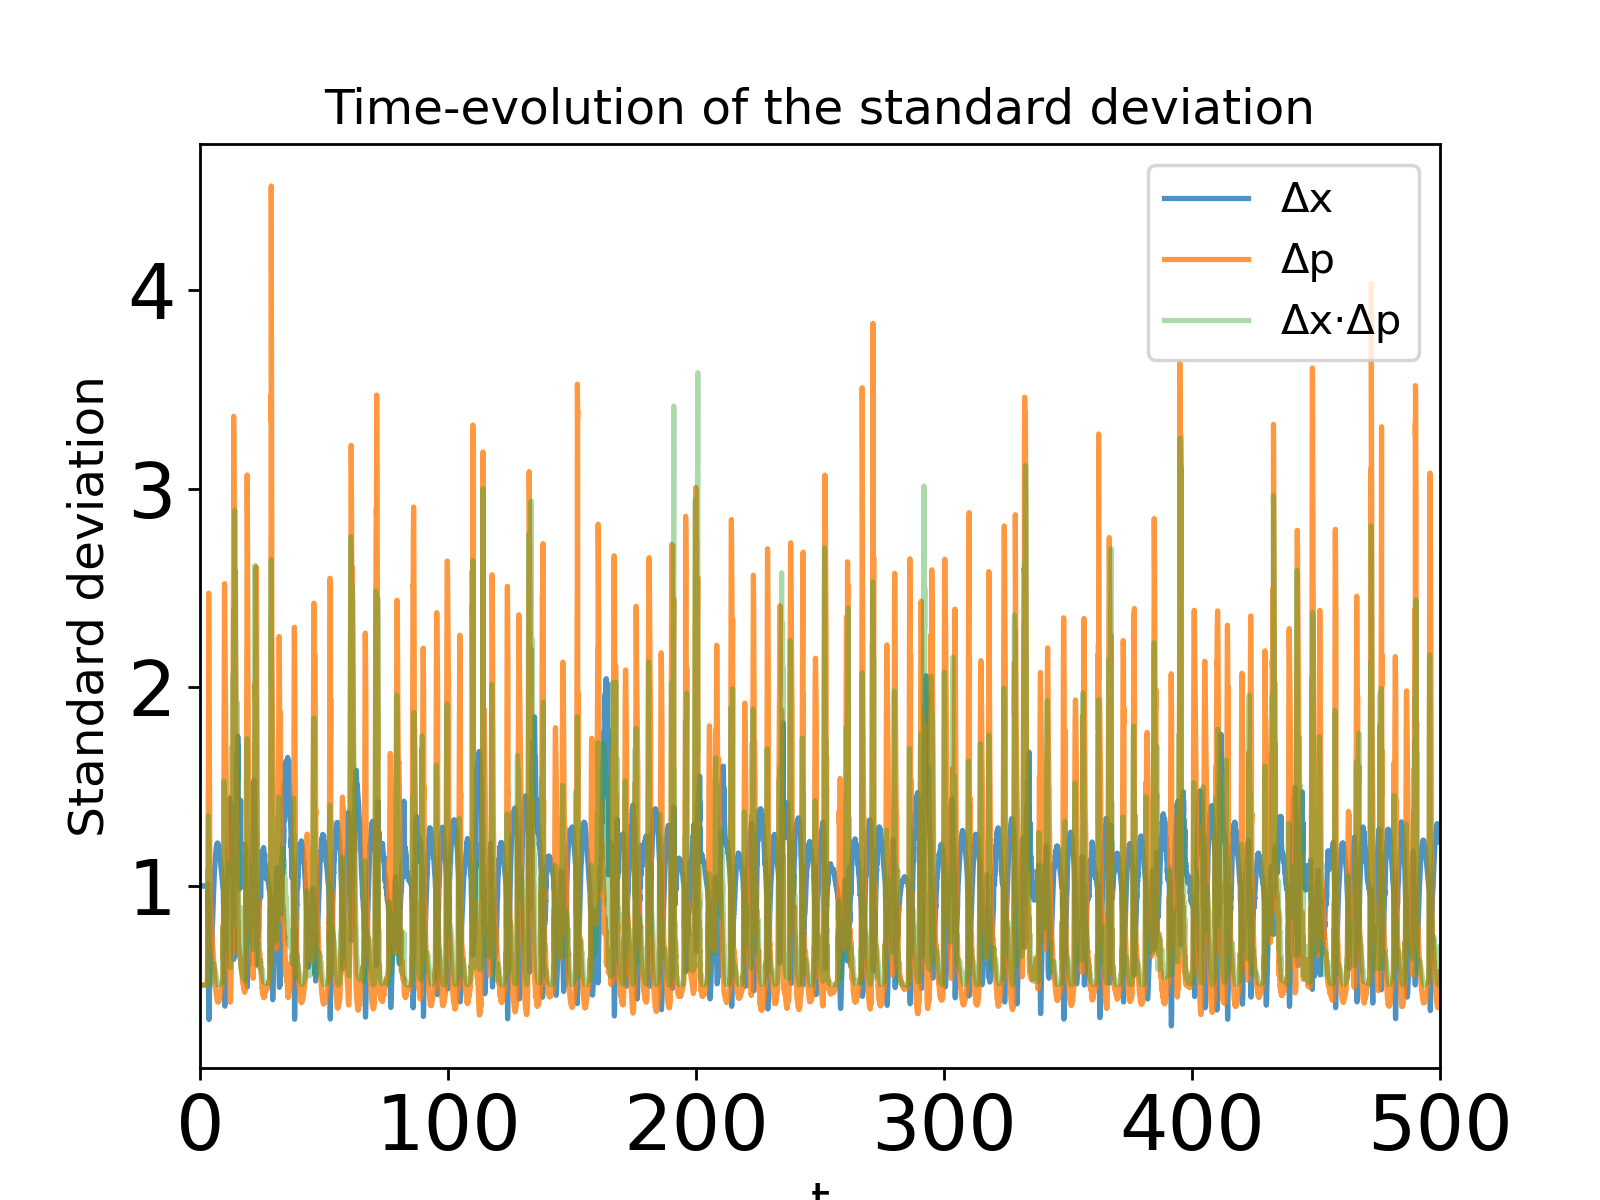 Time-evolution of the standard deviation
Δx
Δp
Δx·Δp
Standard deviation
4
3
2
1
0 100 200 300 400 500
t